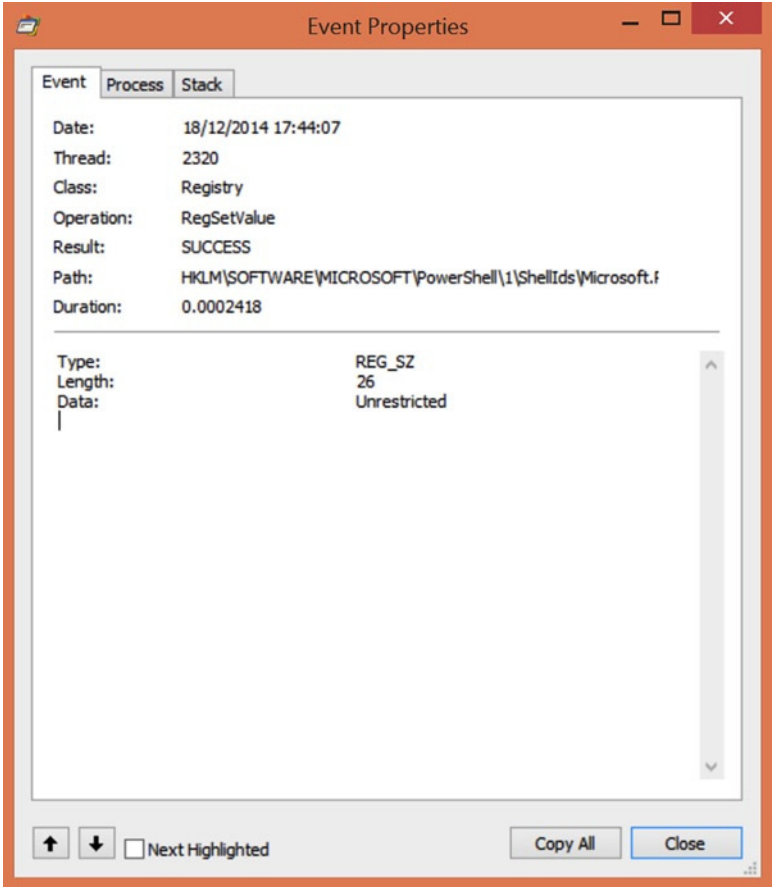 Event Properties
Event Process Stack
Date: 18/12/2014 17:44:07
Thread: 2320
Class: Registry
Operation: RegSetValue
Result: SUCCESS
Path: HKLM\SOFTWARE\MICROSOFT\PowerShell\1\ShellIds\Microsoft.F
Duration: 0.0002418
Type: REG_SZ
Length: 26
Data: Unrestricted
Next Highlighted Copy All Close